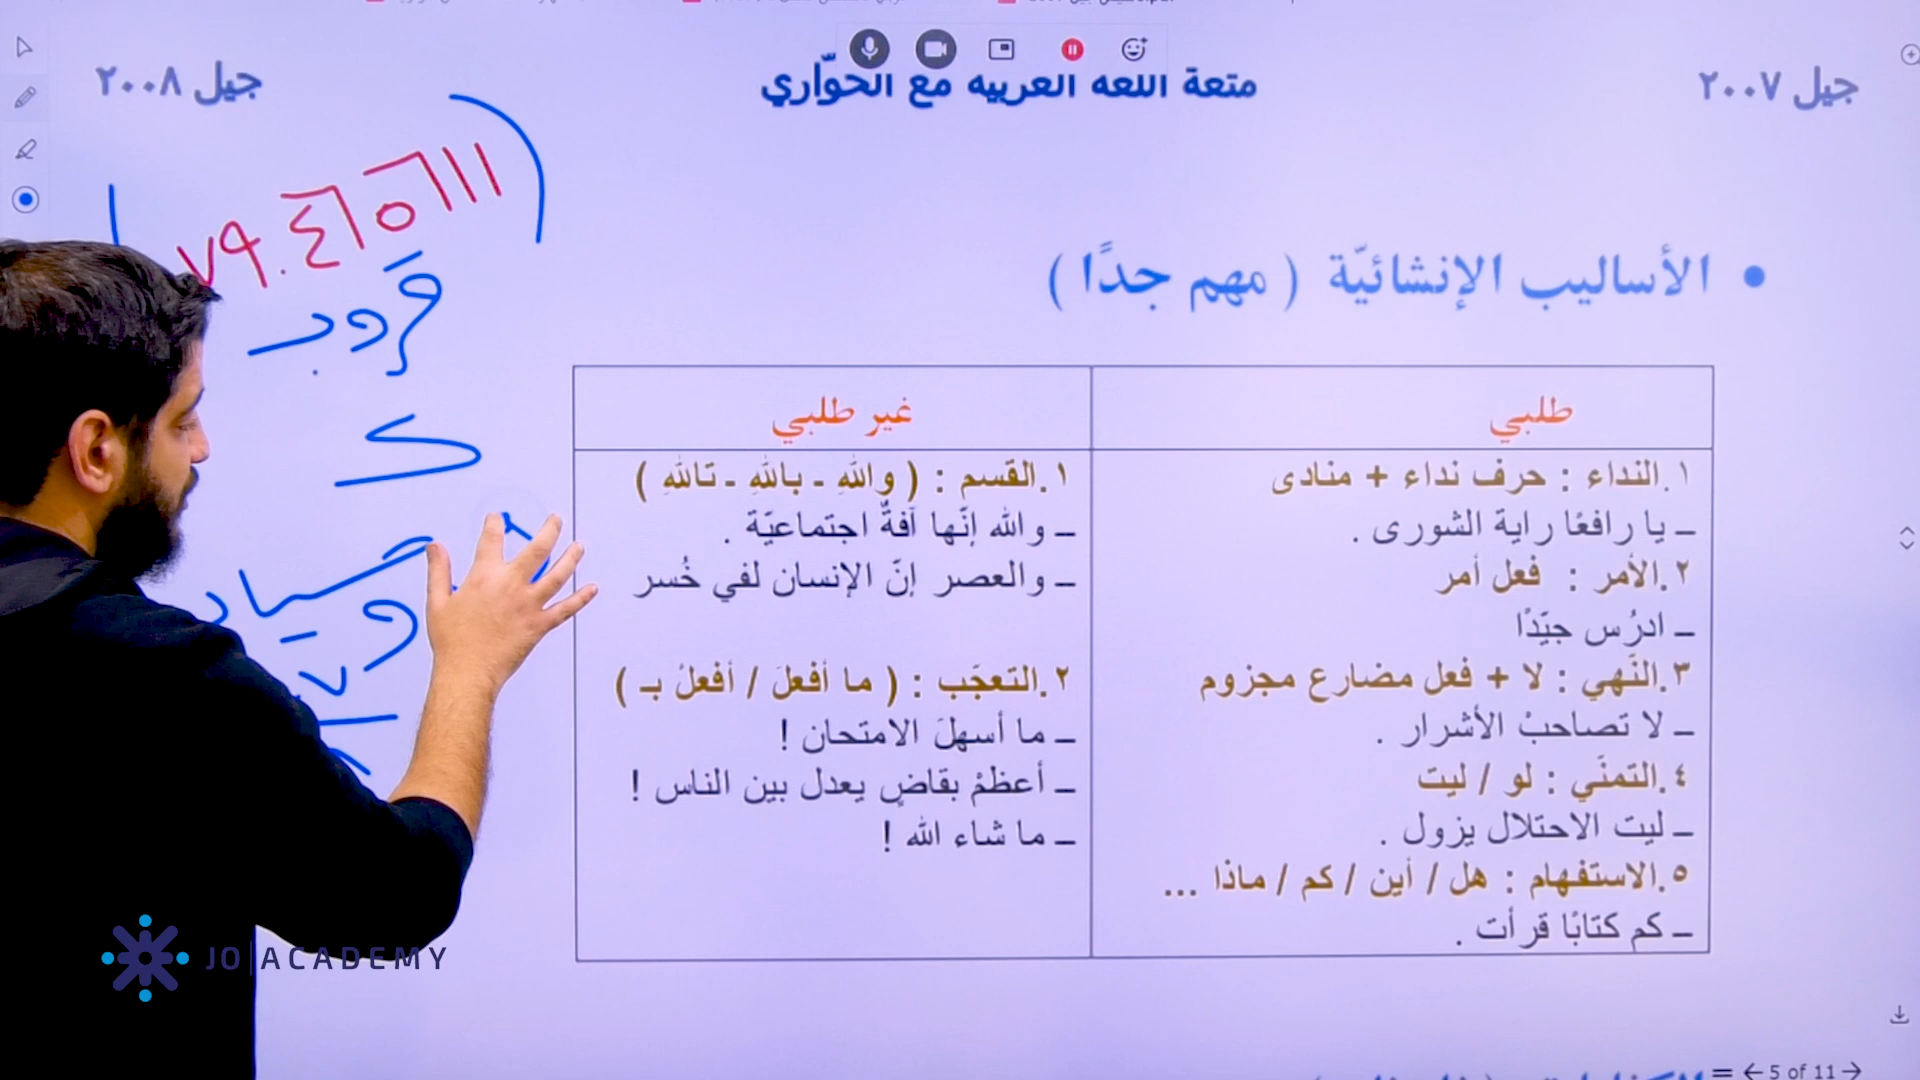 جيل ٢٠٠٧
متعة اللغه العربيه مع الحوّاري
جيل ٢٠٠٨
• الأساليب الإنشائيّة ( مهم جدًا )
طلبي
١.النداء : حرف نداء + منادى
ـ يا رافعًا راية الشورى .
٢.الأمر : فعل أمر
ـ ادرُس جيّدًا
٣.النّهي : لا + فعل مضارع مجزوم
ـ لا تصاحبْ الأشرار .
٤.التمنّي : لو / ليت
ـ ليت الاحتلال يزول .
٥.الاستفهام : هل / أين / كم / ماذا ...
ـ كم كتابًا قرأت .
غير طلبي
١.القسم : ( واللهِ ـ باللهِ ـ تاللهِ )
ـ والله إنّها آفةٌ اجتماعيّة .
ـ والعصر إنّ الإنسان لفي خُسر
٢.التعجّب : ( ما أفعلَ / أفعلْ بـ )
ـ ما أسهلَ الامتحان !
ـ أعظمْ بقاضٍ يعدل بين الناس !
ـ ما شاء الله !
JO|ACADEMY
5 of 11